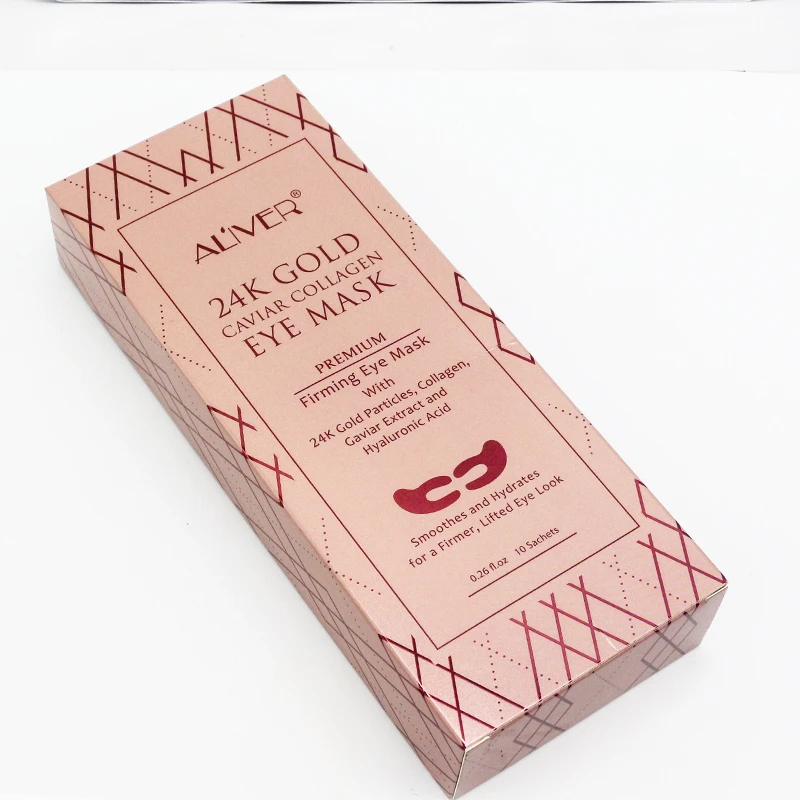 ALIVER®
24K GOLD
CAVIAR COLLAGEN
EYE MASK
PREMIUM
Firming Eye Mask
With
24K Gold Particles, Collagen,
Gaviar Extract and
Hyaluronic Acid
Smoothes and Hydrates
for a Firmer, Lifted Eye Look
0.26 fl.oz 10 Sachets